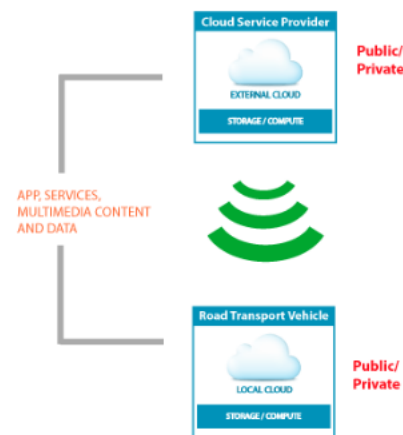 Cloud Service Provider
Public/
Private
EXTERNAL CLOUD
STORAGE / COMPUTE
APP, SERVICES,
MULTIMEDIA CONTENT
AND DATA
Road Transport Vehicle
Public/
Private
LOCAL CLOUD
STORAGE / COMPUTE